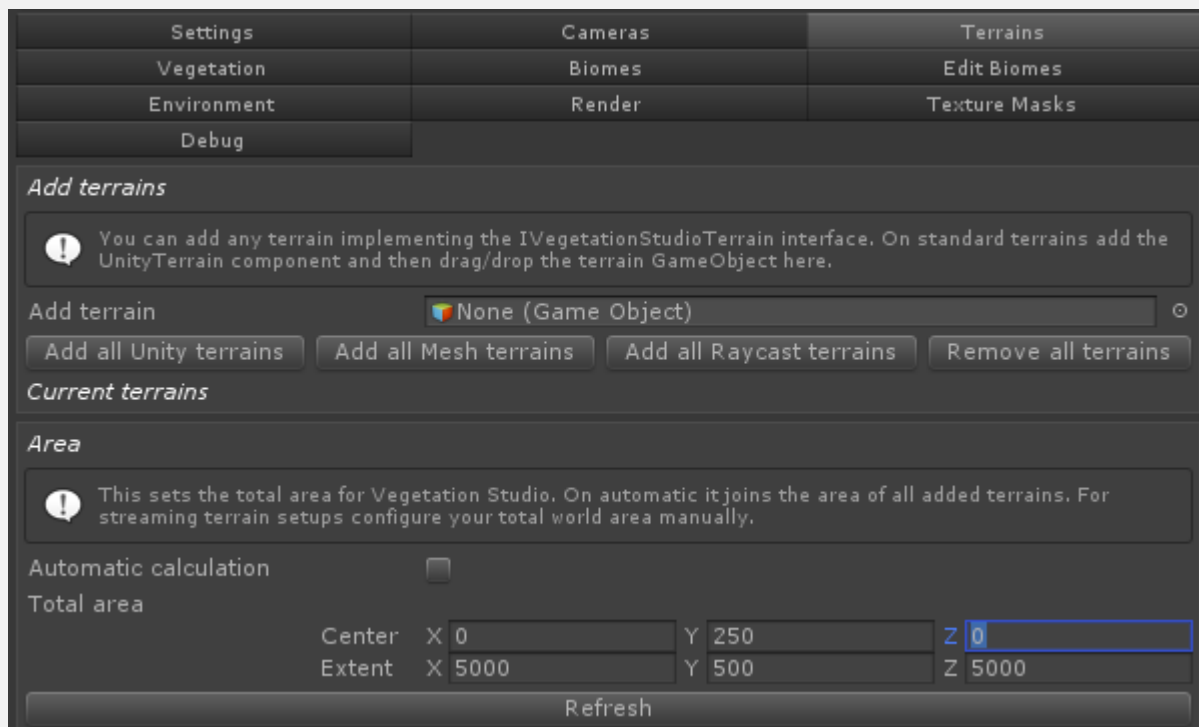 Settings Cameras Terrains
Vegetation Biomes Edit Biomes
Environment Render Texture Masks
Debug
Add terrains
You can add any terrain implementing the IVegetationStudioTerrain interface. On standard terrains add the
UnityTerrain component and then drag/drop the terrain GameObject here.
Add terrain None (Game Object)
Add all Unity terrains Add all Mesh terrains Add all Raycast terrains Remove all terrains
Current terrains
Area
This sets the total area for Vegetation Studio. On automatic it joins the area of all added terrains. For
streaming terrain setups configure your total world area manually.
Automatic calculation
Total area
Center X 0 Y 250 Z 0
Extent X 5000 Y 500 Z 5000
Refresh